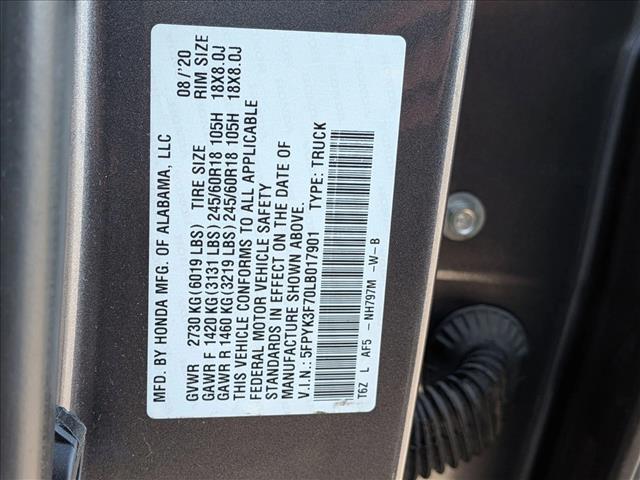 MFD. BY HONDA MFG. OF ALABAMA, LLC 08/'20
GVWR 2730 KG (6019 LBS) TIRE SIZE RIM SIZE
GAWR F 1420 KG (3131 LBS) 245/60R18 105H 18X8.0J
GAWR R 1460 KG (3219 LBS) 245/60R18 105H 18X8.0J
THIS VEHICLE CONFORMS TO ALL APPLICABLE
FEDERAL MOTOR VEHICLE SAFETY
STANDARDS IN EFFECT ON THE DATE OF
MANUFACTURE SHOWN ABOVE.
V.I.N.: 5FPYK3F70LB017901 TYPE: TRUCK
T6Z L AF5 - NH797M -W-B